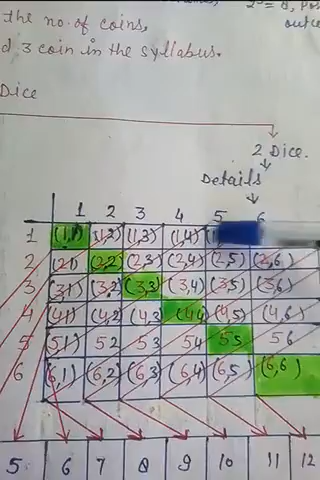 the no. of coins,
2³ = 8, Pos
outco
d 3 coin in the syllabus.
Dice
2 Dice.
Details
1 2 3 4 5 6
1 (1,1) (1,2) (1,3) (1,4)
2 (2,1) (2,2) (2,3) (2,4) (2,5) (2,6)
3 (3,1) (3,2) (3,3) (3,4) (3,5) (3,6)
4 (4,1) (4,2) (4,3) (4,4) (4,5) (4,6)
5 (5,1) 52 53 54 55 56
6 (6,1) (6,2) (6,3) (6,4) (6,5) (6,6)
5 6 7 8 9 10 11 12